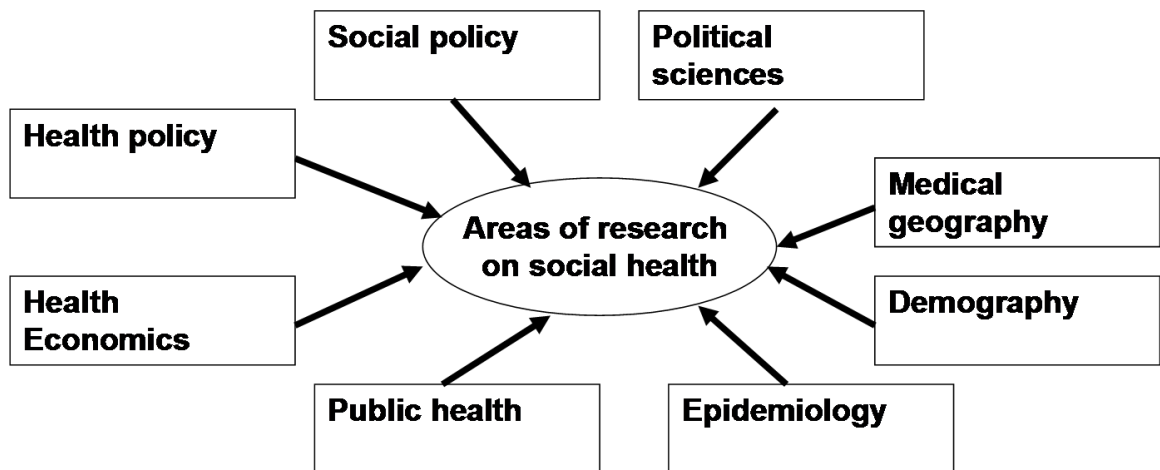 Social policy
Political
sciences
Health policy
Medical
geography
Areas of research
on social health
Health
Economics
Demography
Public health
Epidemiology